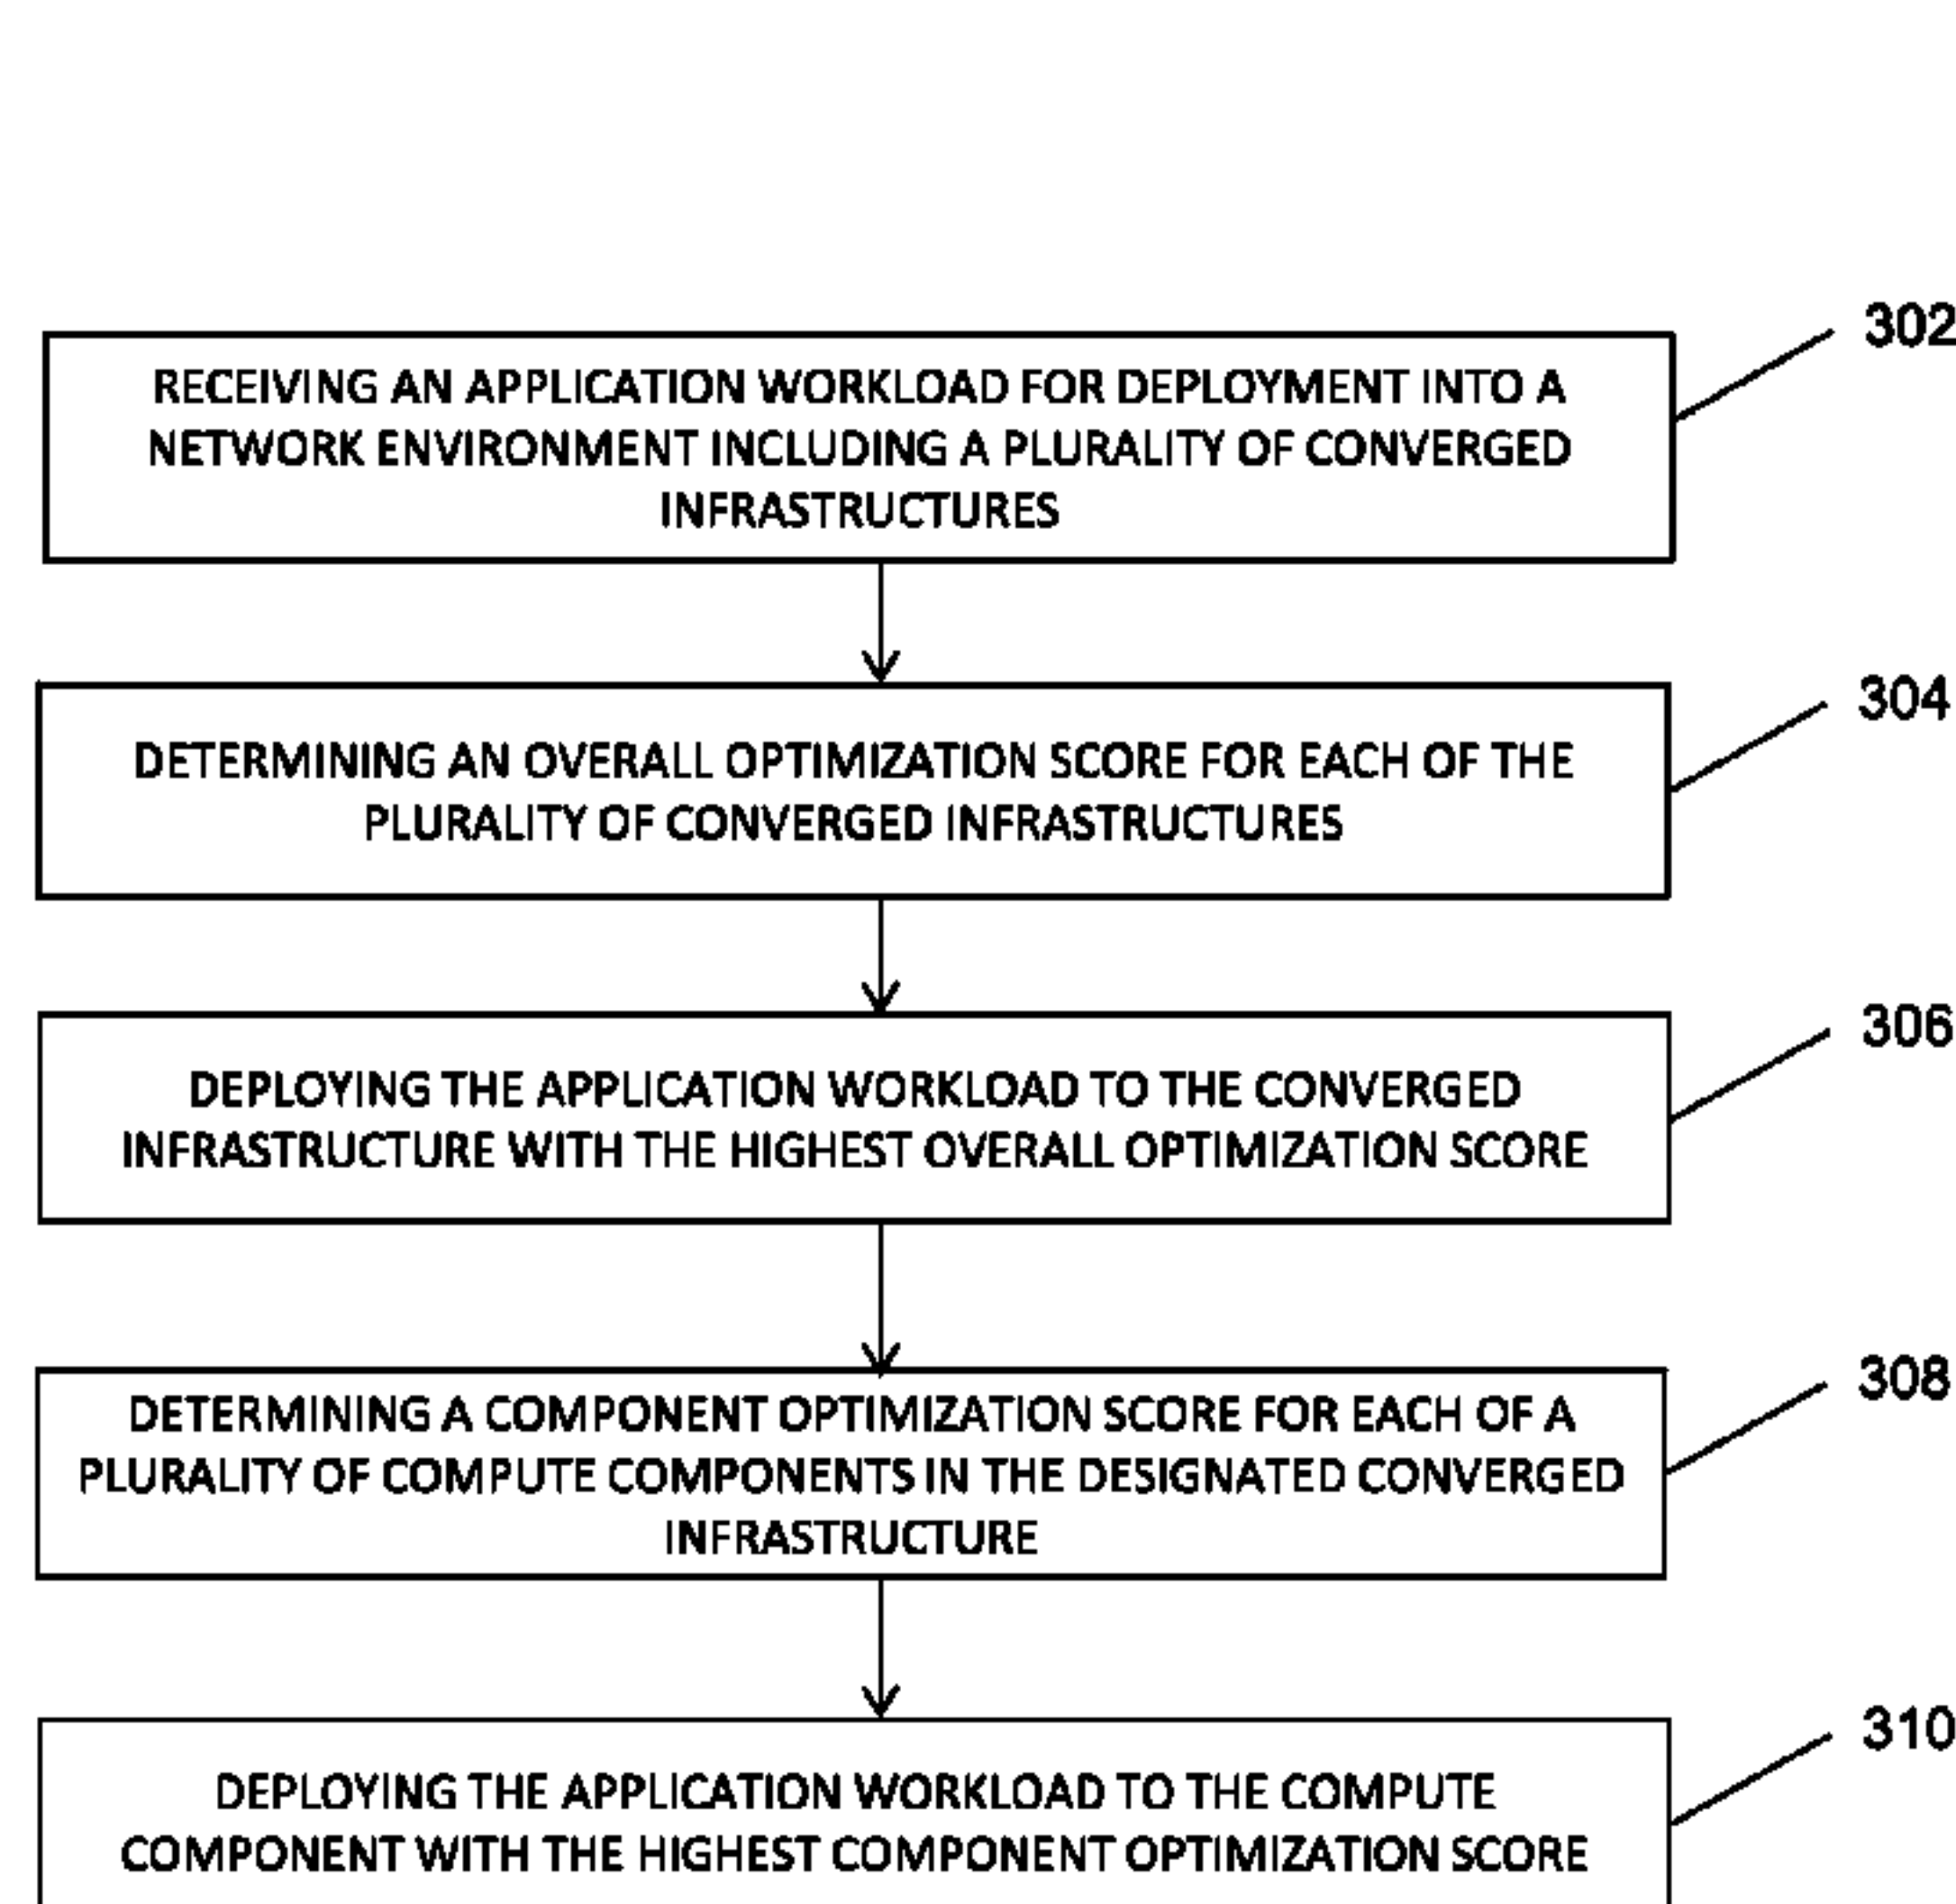 302
RECEIVING AN APPLICATION WORKLOAD FOR DEPLOYMENT INTO A
NETWORK ENVIRONMENT INCLUDING A PLURALITY OF CONVERGED
INFRASTRUCTURES
304
DETERMINING AN OVERALL OPTIMIZATION SCORE FOR EACH OF THE
PLURALITY OF CONVERGED INFRASTRUCTURES
306
DEPLOYING THE APPLICATION WORKLOAD TO THE CONVERGED
INFRASTRUCTURE WITH THE HIGHEST OVERALL OPTIMIZATION SCORE
308
DETERMINING A COMPONENT OPTIMIZATION SCORE FOR EACH OF A
PLURALITY OF COMPUTE COMPONENTS IN THE DESIGNATED CONVERGED
INFRASTRUCTURE
310
DEPLOYING THE APPLICATION WORKLOAD TO THE COMPUTE
COMPONENT WITH THE HIGHEST COMPONENT OPTIMIZATION SCORE